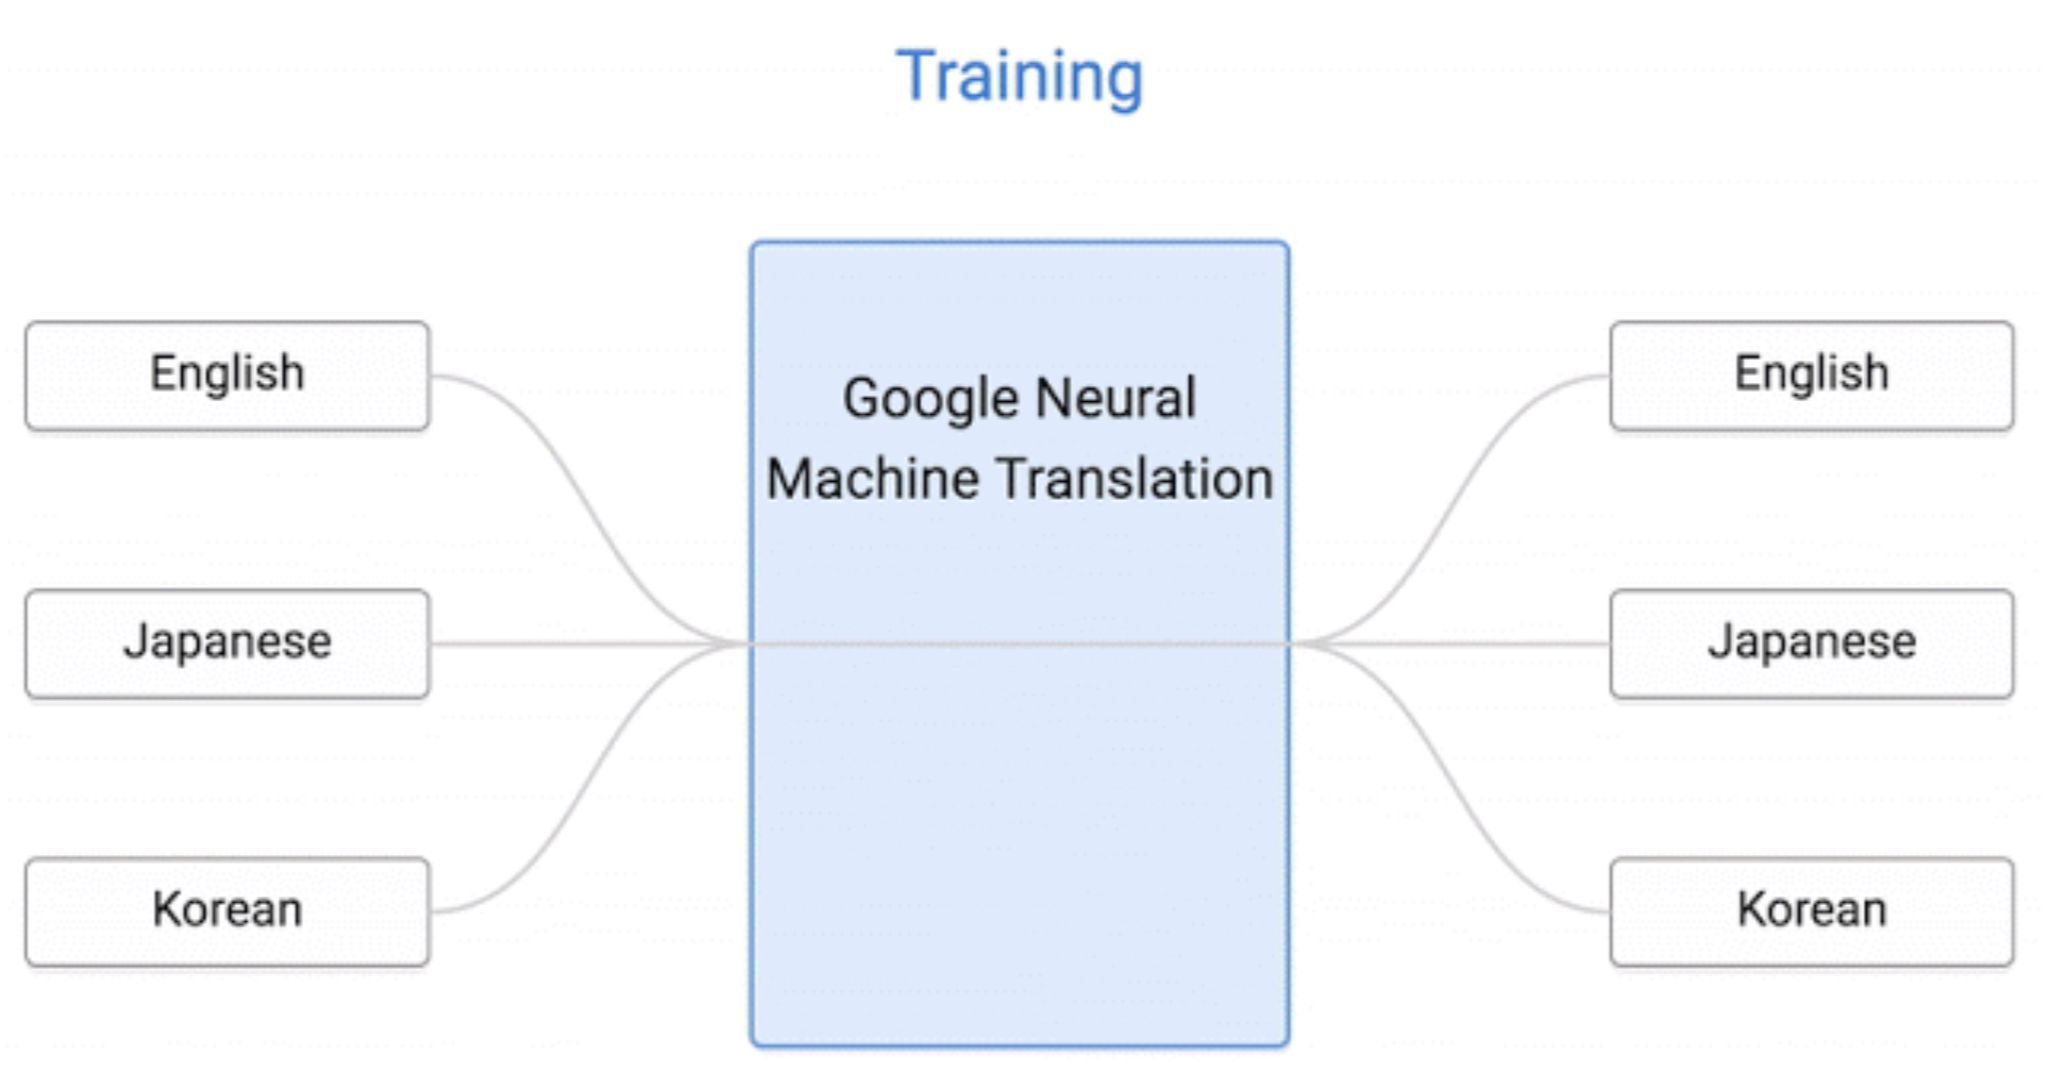 Training
English
Japanese
Korean
Google Neural
Machine Translation
English
Japanese
Korean